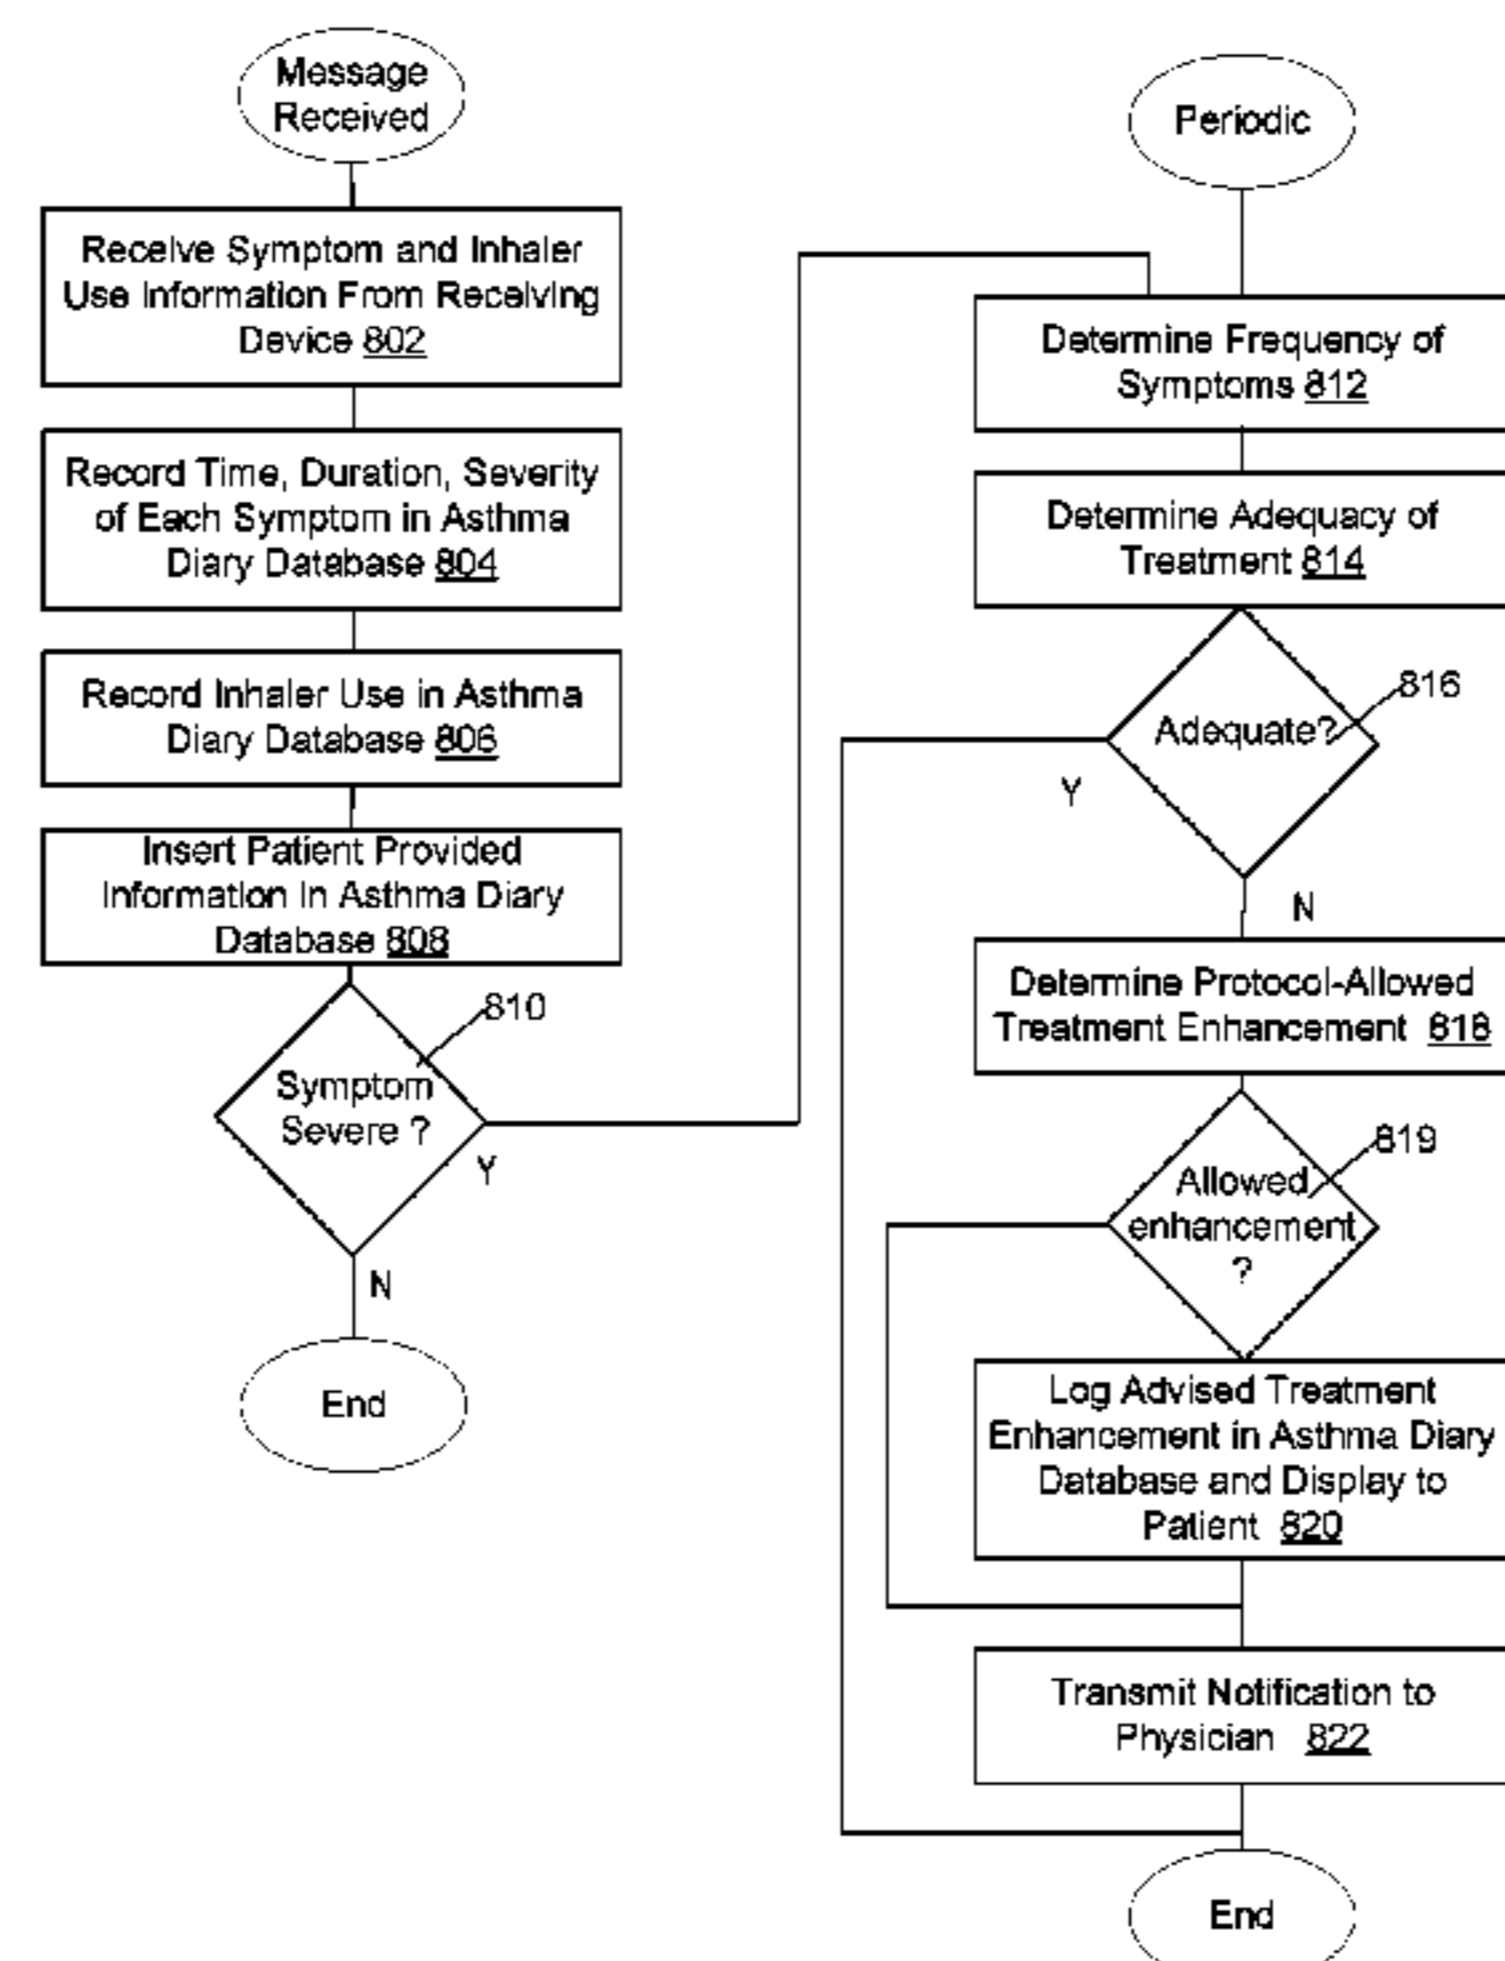 Message
Received
Receive Symptom and Inhaler
Use Information From Receiving
Device 802
Record Time, Duration, Severity
of Each Symptom in Asthma
Diary Database 804
Record Inhaler Use in Asthma
Diary Database 806
Insert Patient Provided
Information In Asthma Diary
Database 808
810
Symptom
Severe ?
Y
N
End
Periodic
Determine Frequency of
Symptoms 812
Determine Adequacy of
Treatment 814
816
Adequate?
Y
N
Determine Protocol-Allowed
Treatment Enhancement 818
819
Allowed
enhancement
?
Log Advised Treatment
Enhancement in Asthma Diary
Database and Display to
Patient 820
Transmit Notification to
Physician 822
End